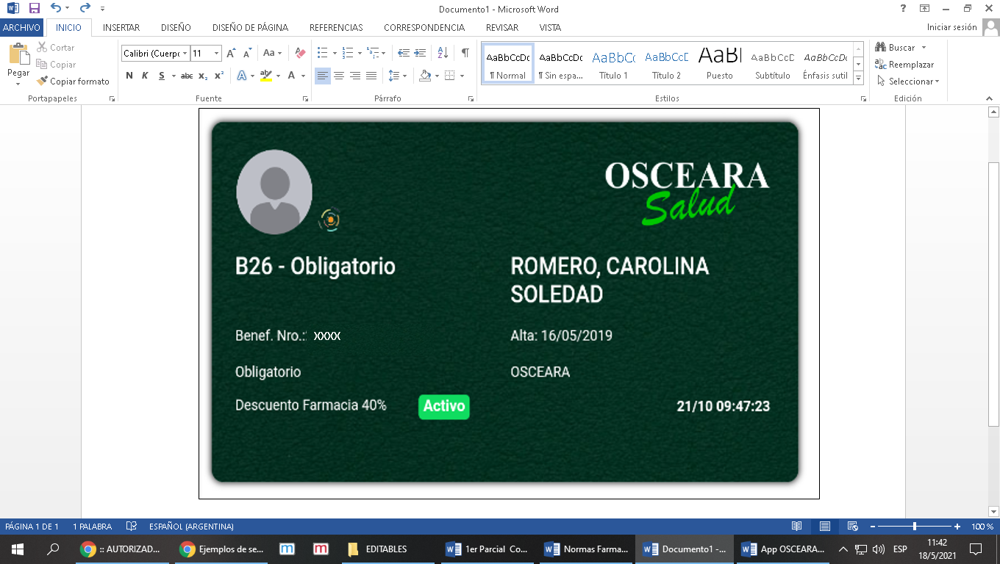 Documento1 - Microsoft Word
ARCHIVO INICIO INSERTAR DISEÑO DISEÑO DE PÁGINA REFERENCIAS CORRESPONDENCIA REVISAR VISTA Iniciar sesión
Pegar
Cortar
Copiar
Copiar formato
Portapapeles
Calibri (Cuerpo 11
Aa
N K S abc x₂ x²
A A
Fuente
Párrafo
AaBbCcDc AaBbCcDc AaBbCc AaBbCcD AaBl AaBbCcD AaBbCcDc
¶ Normal ¶ Sin espa... Título 1 Título 2 Puesto Subtítulo Énfasis sutil
Estilos
Buscar
Reemplazar
Seleccionar
Edición
OSCEARA
Salud
B26 - Obligatorio
ROMERO, CAROLINA
SOLEDAD
Benef. Nro.: XXXX
Alta: 16/05/2019
Obligatorio
OSCEARA
Descuento Farmacia 40%
Activo
21/10 09:47:23
PÁGINA 1 DE 1 1 PALABRA ESPAÑOL (ARGENTINA) 100 %
:: AUTORIZAD... Ejemplos de se... EDITABLES 1er Parcial Co... Normas Farma... Documento1 -... App OSCEARA... ESP
11:42
18/5/2021